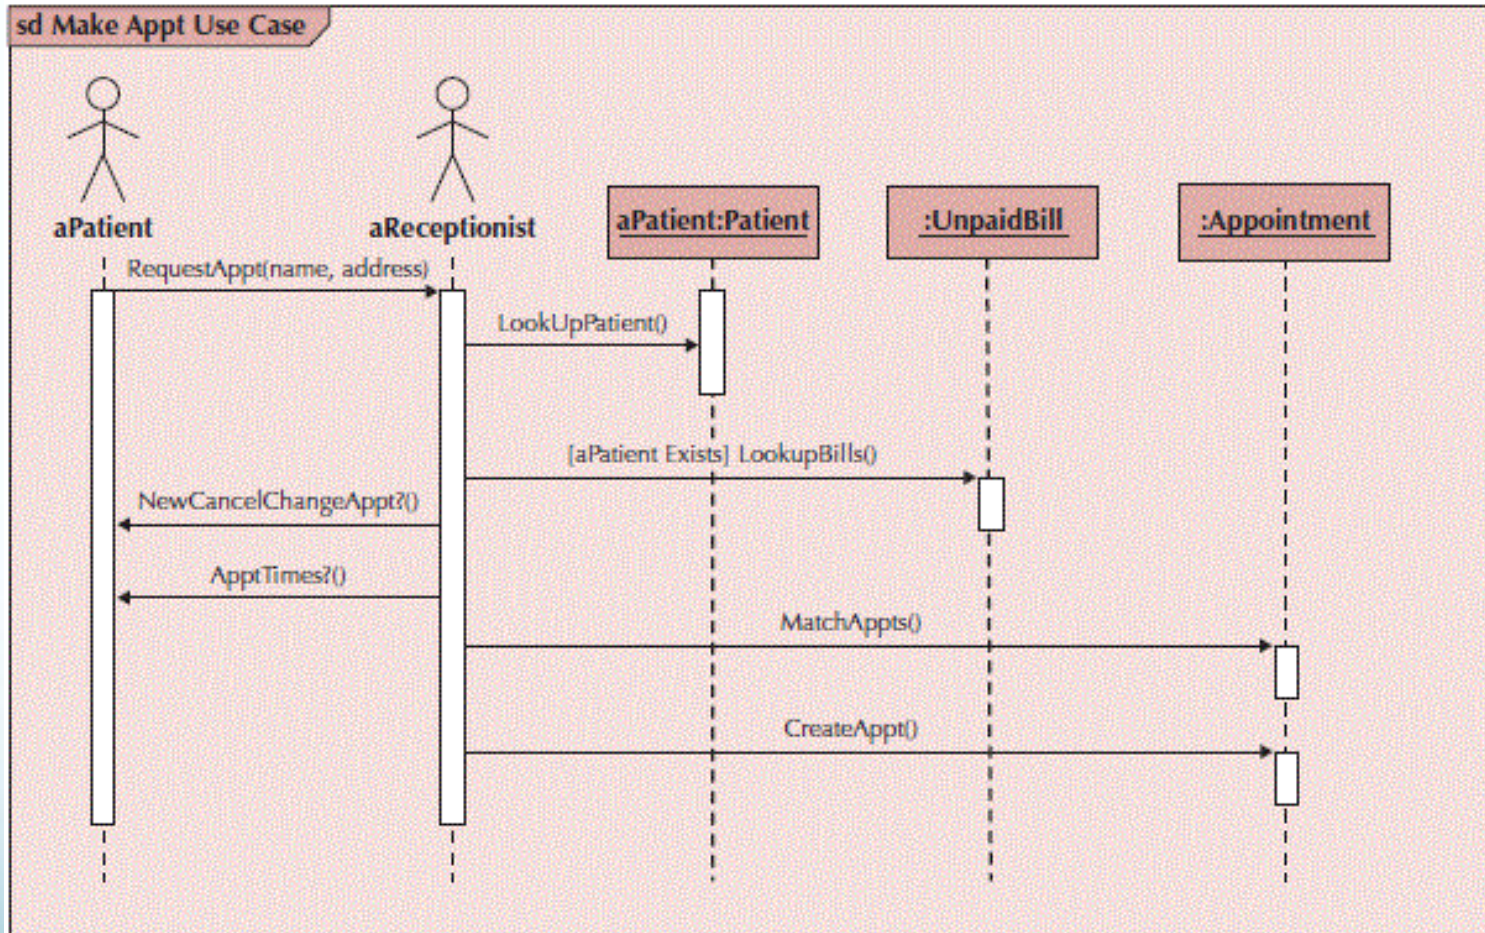 sd Make Appt Use Case
aPatient
aReceptionist
aPatient:Patient
:UnpaidBill
:Appointment
RequestAppt(name, address)
LookUpPatient()
[aPatient Exists] LookupBills()
NewCancelChangeAppt?()
ApptTimes?()
MatchAppts()
CreateAppt()